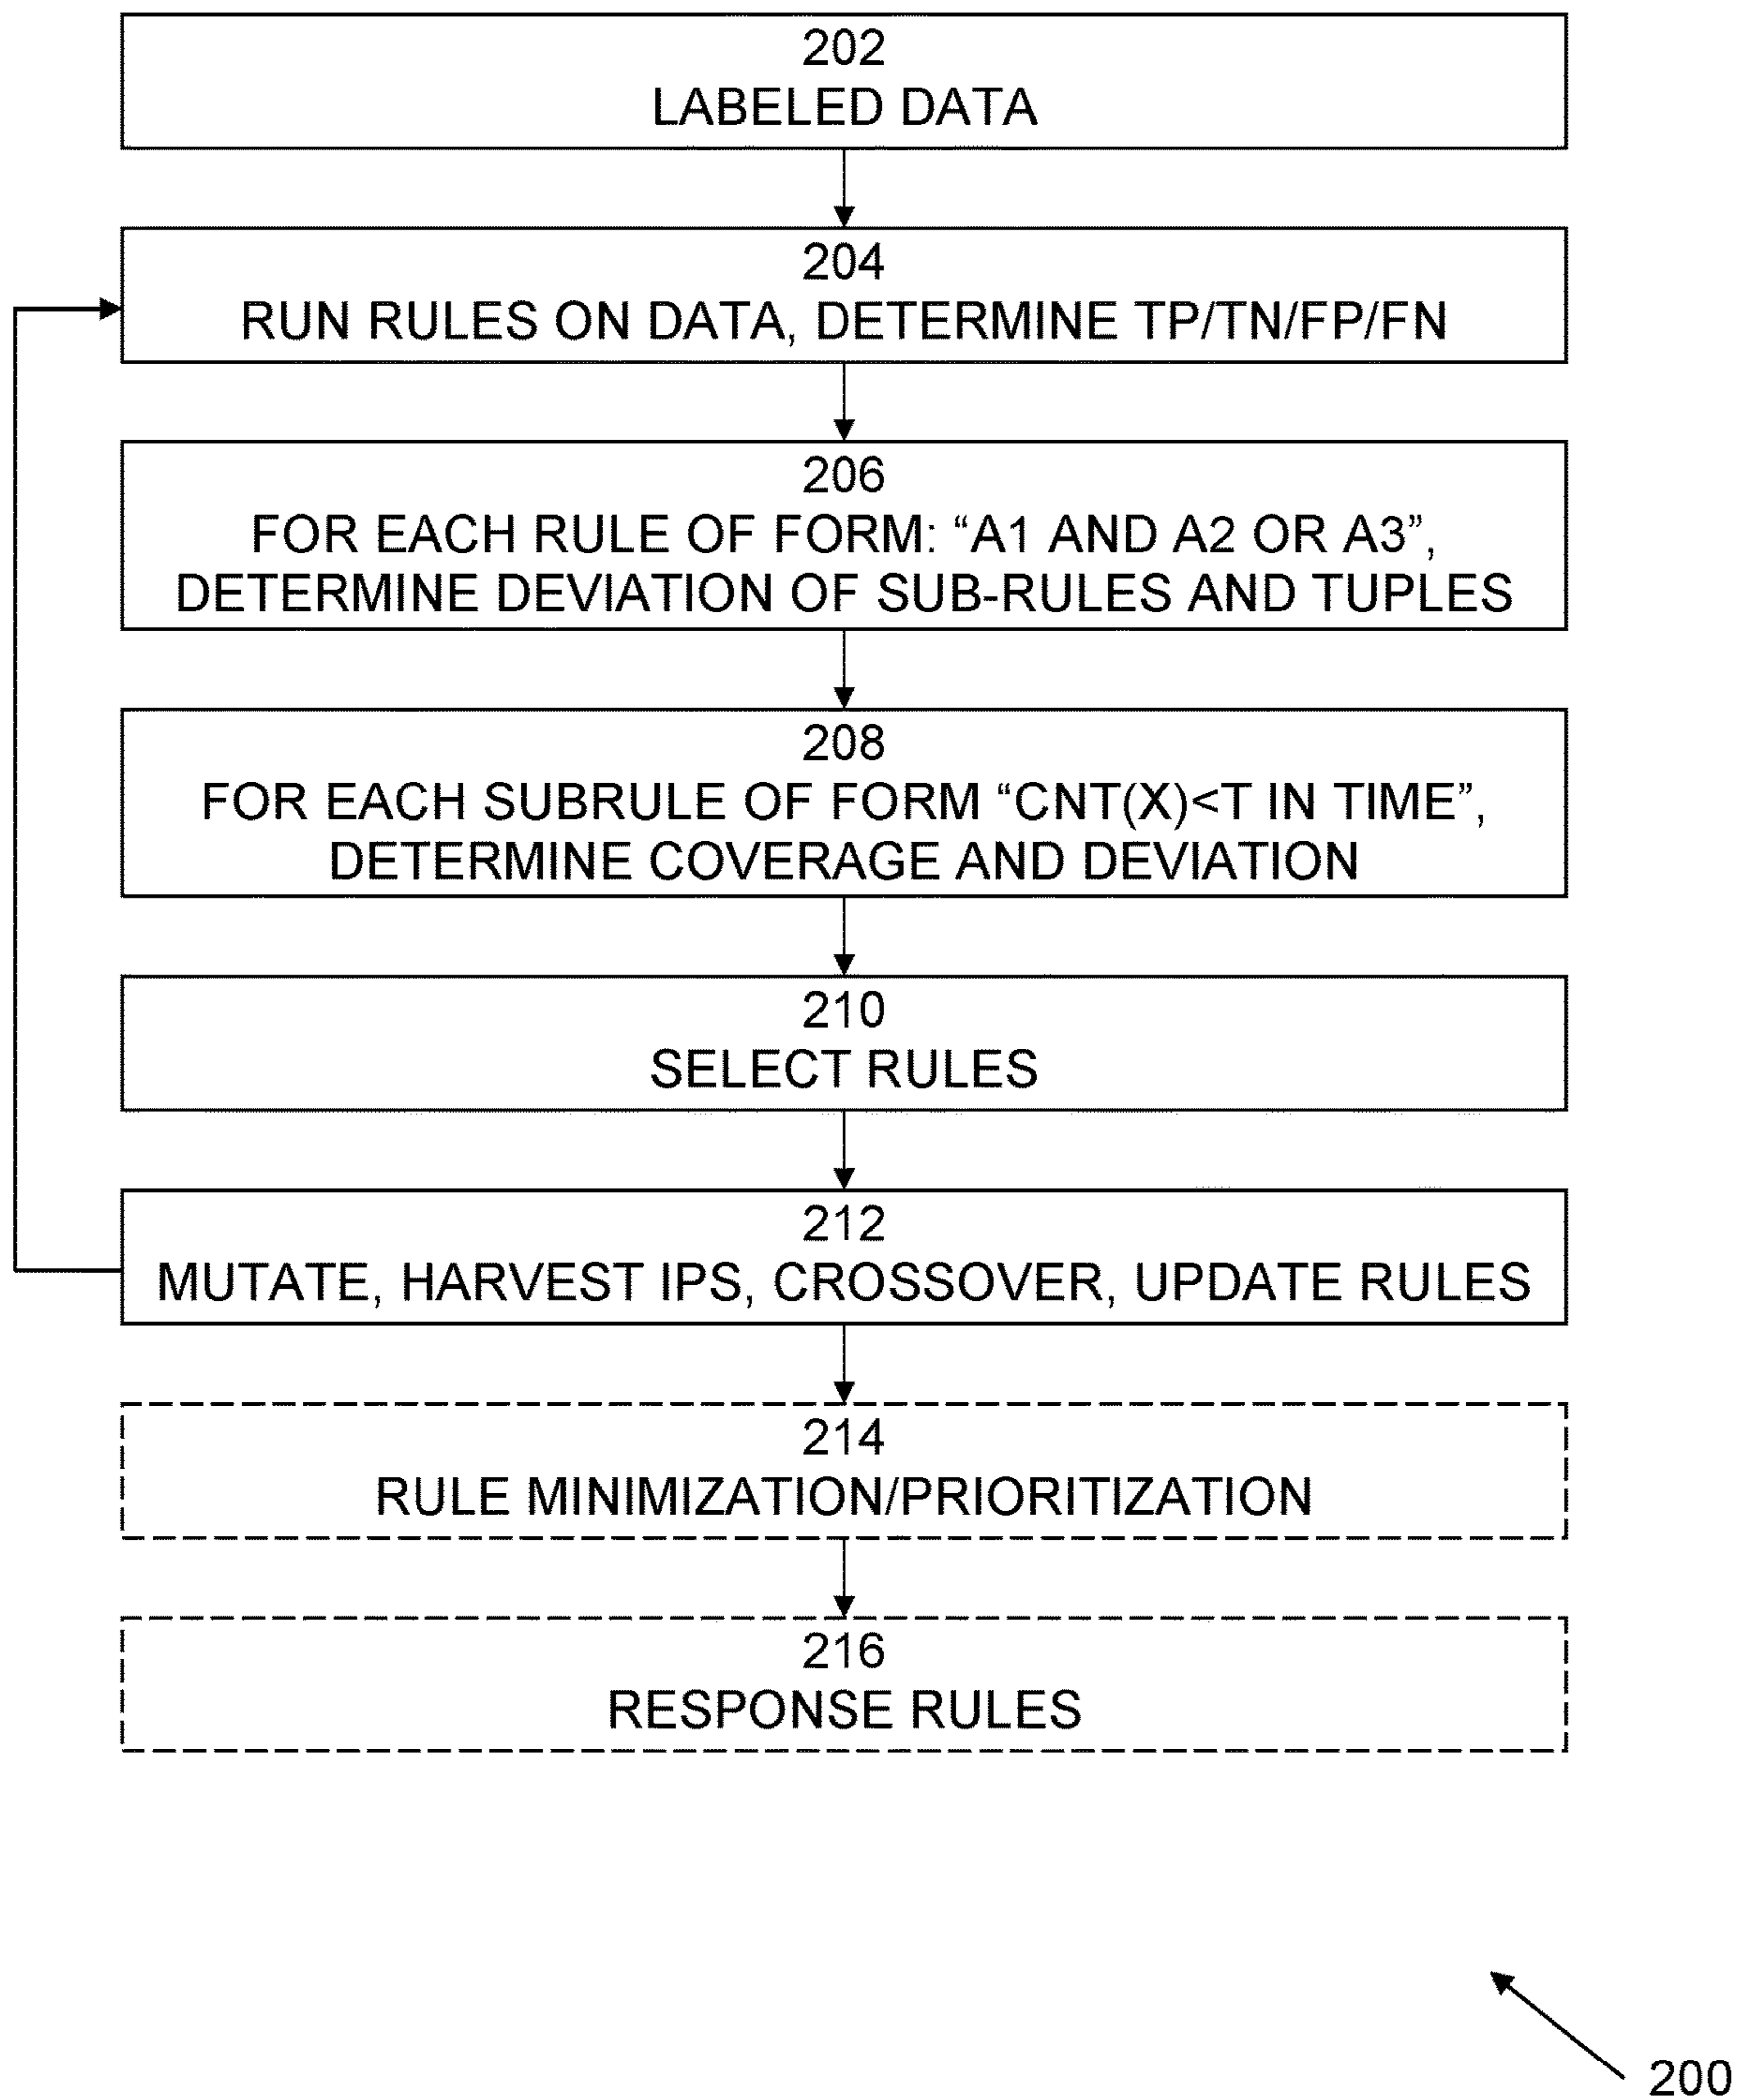 202
LABELED DATA
204
RUN RULES ON DATA, DETERMINE TP/TN/FP/FN
206
FOR EACH RULE OF FORM: “A1 AND A2 OR A3”,
DETERMINE DEVIATION OF SUB-RULES AND TUPLES
208
FOR EACH SUBRULE OF FORM “CNT(X)<T IN TIME”,
DETERMINE COVERAGE AND DEVIATION
210
SELECT RULES
212
MUTATE, HARVEST IPS, CROSSOVER, UPDATE RULES
214
RULE MINIMIZATION/PRIORITIZATION
216
RESPONSE RULES
200